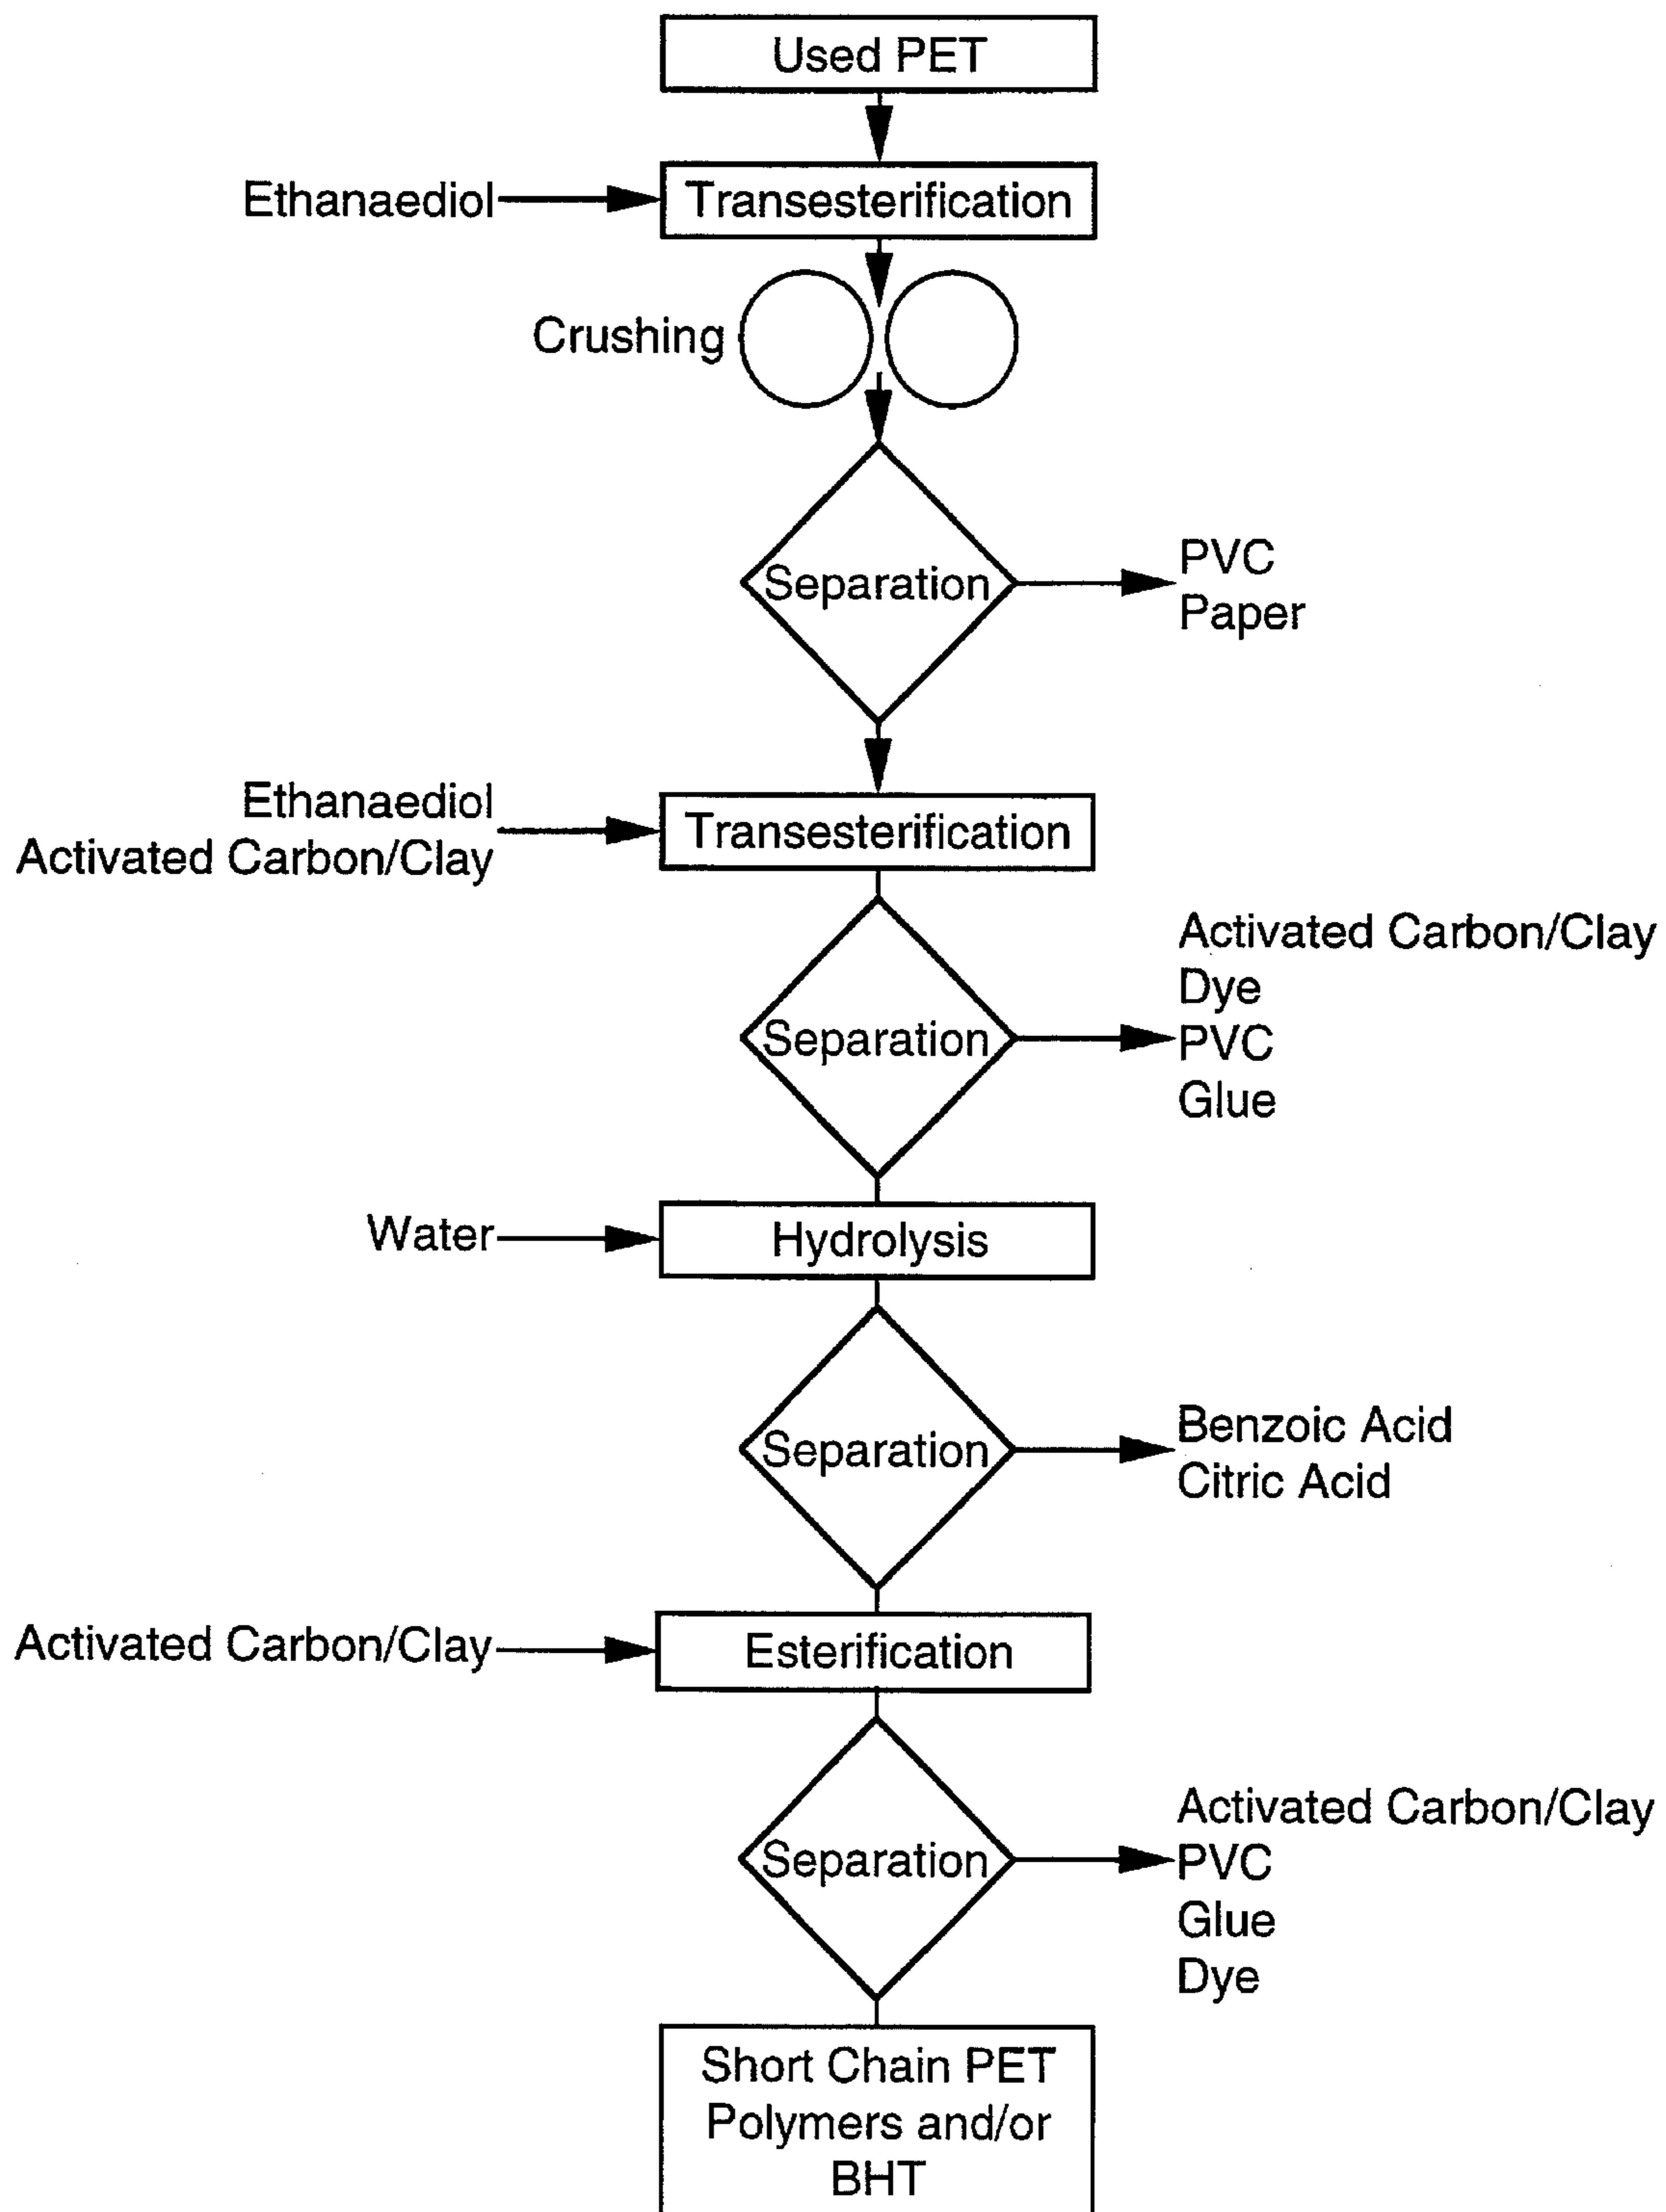 Used PET
Ethanaediol
Transesterification
Crushing
Separation
PVC
Paper
Ethanaediol
Activated Carbon/Clay
Transesterification
Separation
Activated Carbon/Clay
Dye
PVC
Glue
Water
Hydrolysis
Separation
Benzoic Acid
Citric Acid
Activated Carbon/Clay
Esterification
Separation
Activated Carbon/Clay
PVC
Glue
Dye
Short Chain PET
Polymers and/or
BHT